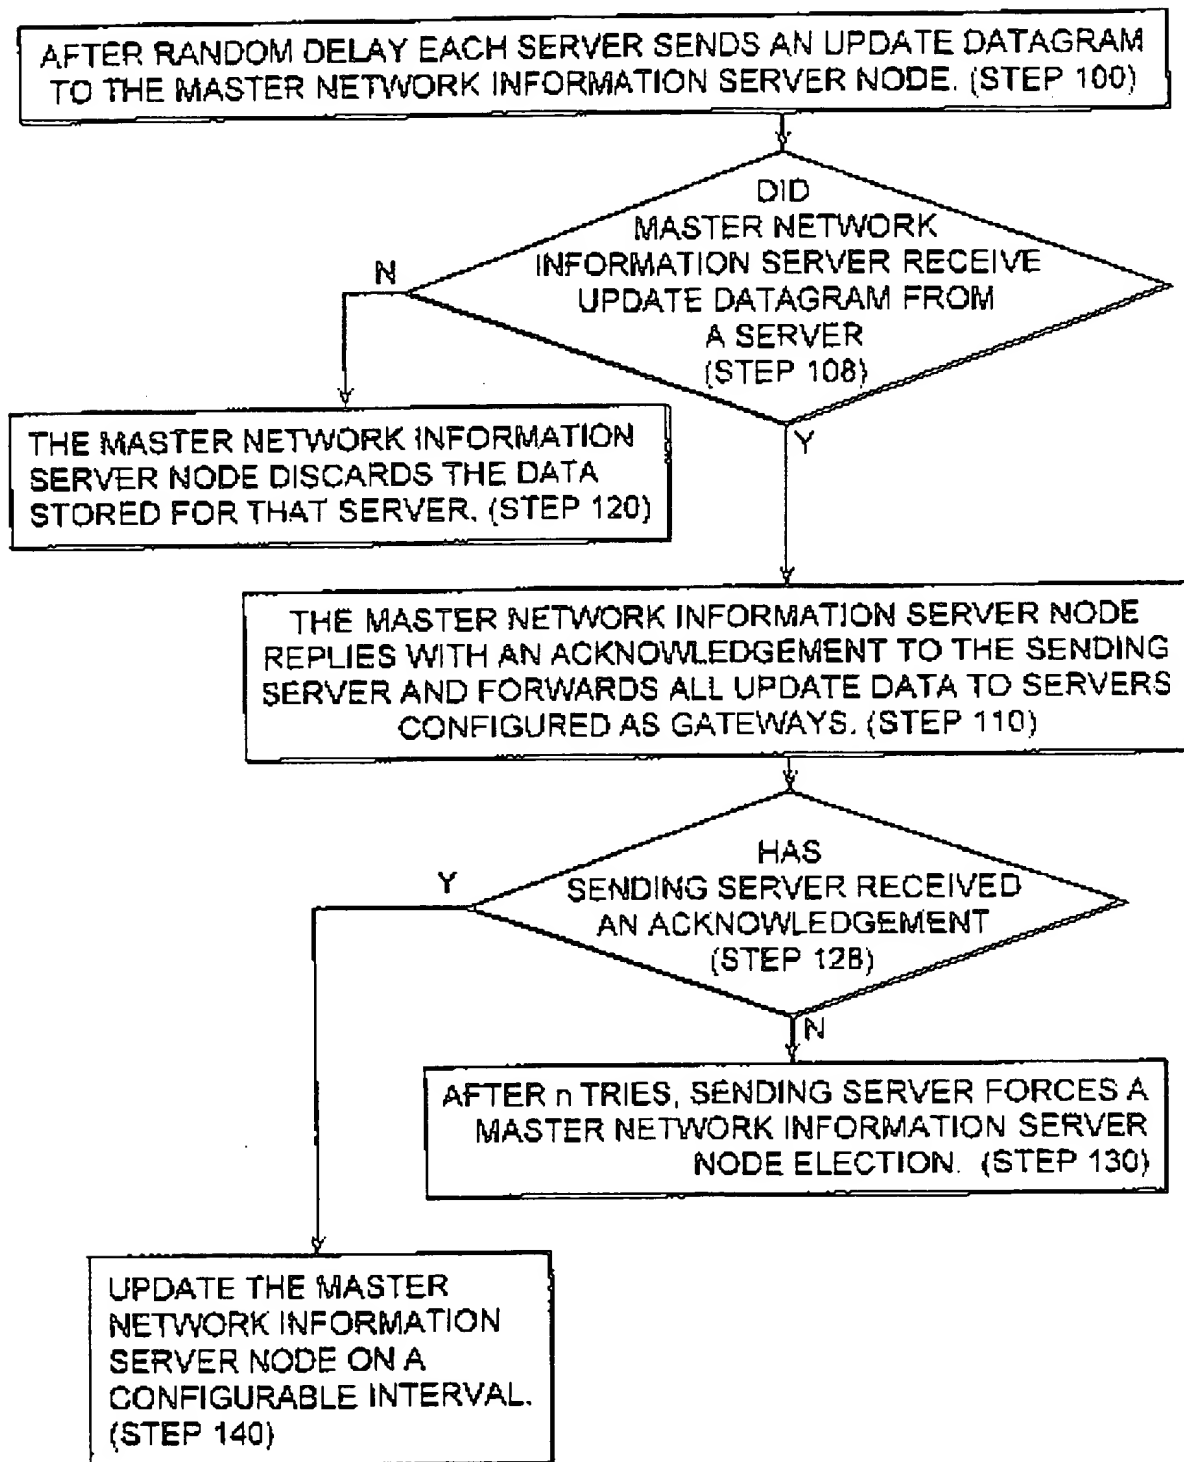 AFTER RANDOM DELAY EACH SERVER SENDS AN UPDATE DATAGRAM
TO THE MASTER NETWORK INFORMATION SERVER NODE. (STEP 100)
DID
MASTER NETWORK
INFORMATION SERVER RECEIVE
UPDATE DATAGRAM FROM
A SERVER
(STEP 108)
N
Y
THE MASTER NETWORK INFORMATION
SERVER NODE DISCARDS THE DATA
STORED FOR THAT SERVER. (STEP 120)
THE MASTER NETWORK INFORMATION SERVER NODE
REPLIES WITH AN ACKNOWLEDGEMENT TO THE SENDING
SERVER AND FORWARDS ALL UPDATE DATA TO SERVERS
CONFIGURED AS GATEWAYS. (STEP 110)
HAS
SENDING SERVER RECEIVED
AN ACKNOWLEDGEMENT
(STEP 128)
Y
N
AFTER n TRIES, SENDING SERVER FORCES A
MASTER NETWORK INFORMATION SERVER
NODE ELECTION. (STEP 130)
UPDATE THE MASTER
NETWORK INFORMATION
SERVER NODE ON A
CONFIGURABLE INTERVAL.
(STEP 140)